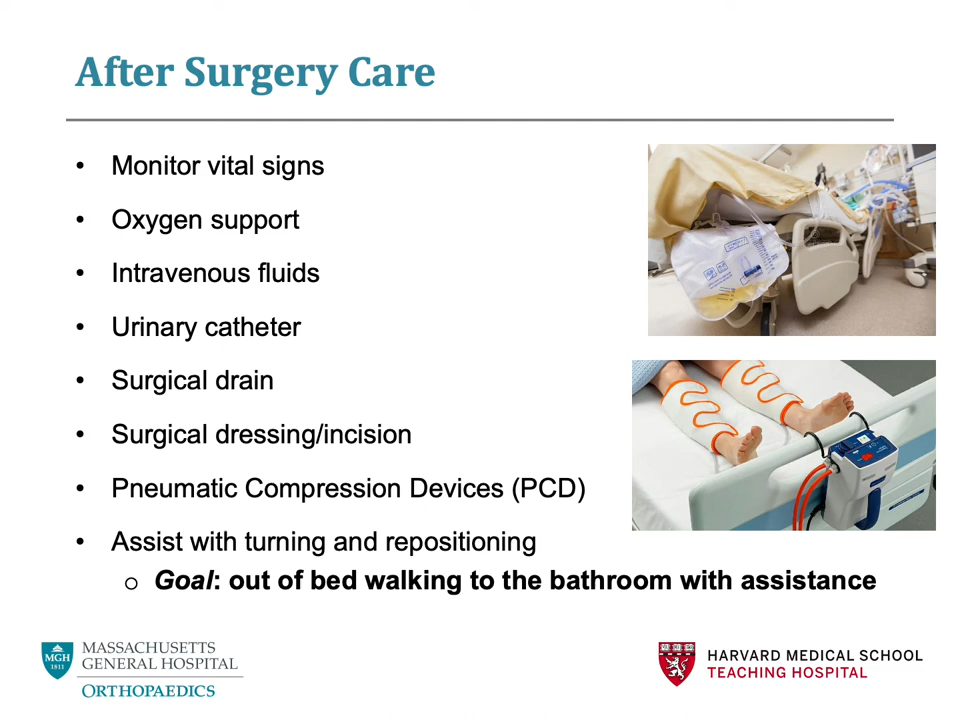 After Surgery Care
• Monitor vital signs
• Oxygen support
• Intravenous fluids
• Urinary catheter
• Surgical drain
• Surgical dressing/incision
• Pneumatic Compression Devices (PCD)
• Assist with turning and repositioning
o Goal: out of bed walking to the bathroom with assistance
MGH
1811
MASSACHUSETTS
GENERAL HOSPITAL
ORTHOPAEDICS
HARVARD MEDICAL SCHOOL
TEACHING HOSPITAL